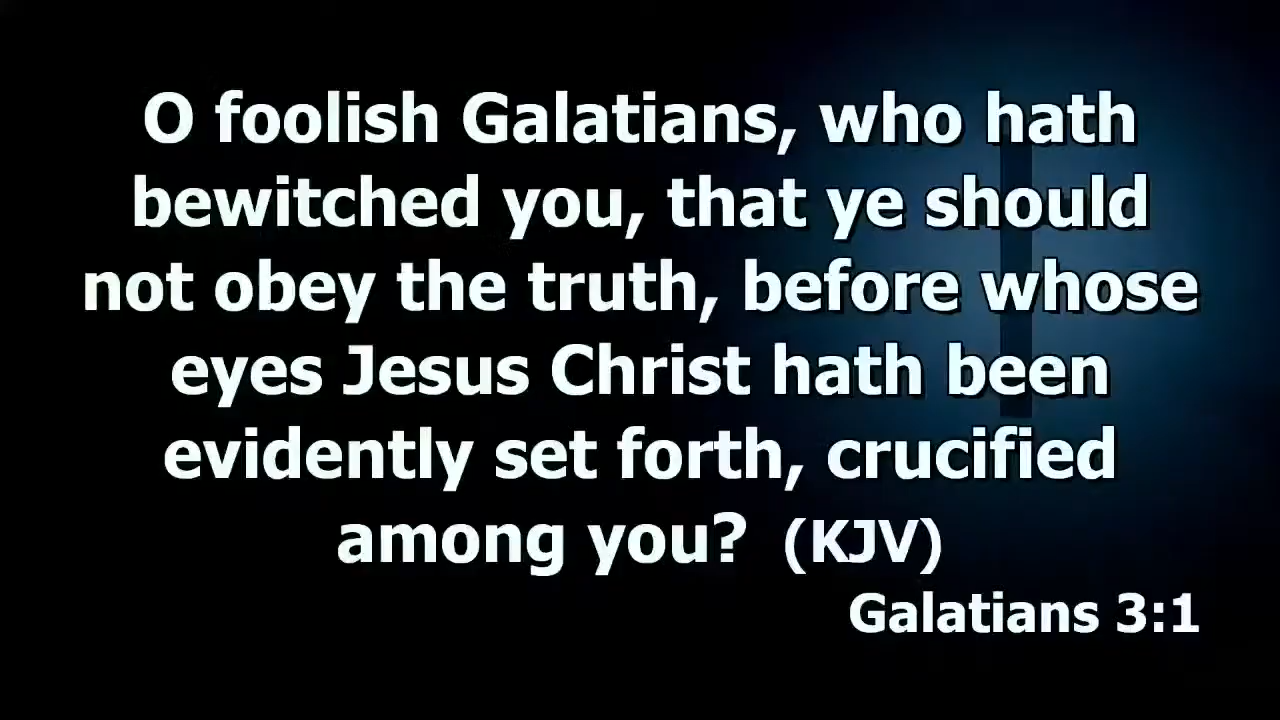 O foolish Galatians, who hath
bewitched you, that ye should
not obey the truth, before whose
eyes Jesus Christ hath been
evidently set forth, crucified
among you? (KJV)
Galatians 3:1